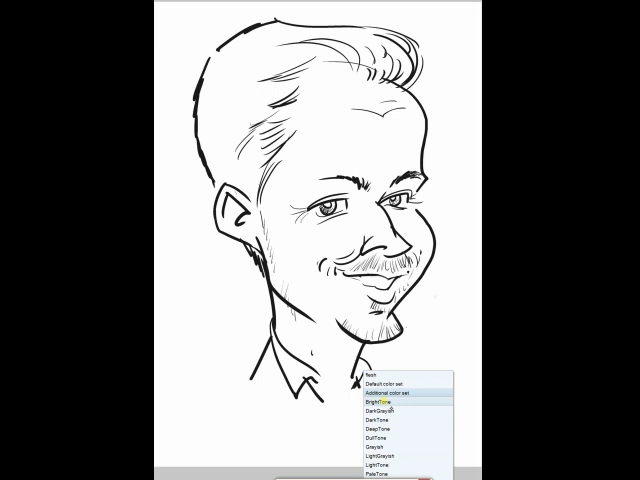 flesh
Default color set
Additional color set
BrightTone
DarkGrayish
DarkTone
DeepTone
DullTone
Grayish
LightGrayish
LightTone
PaleTone